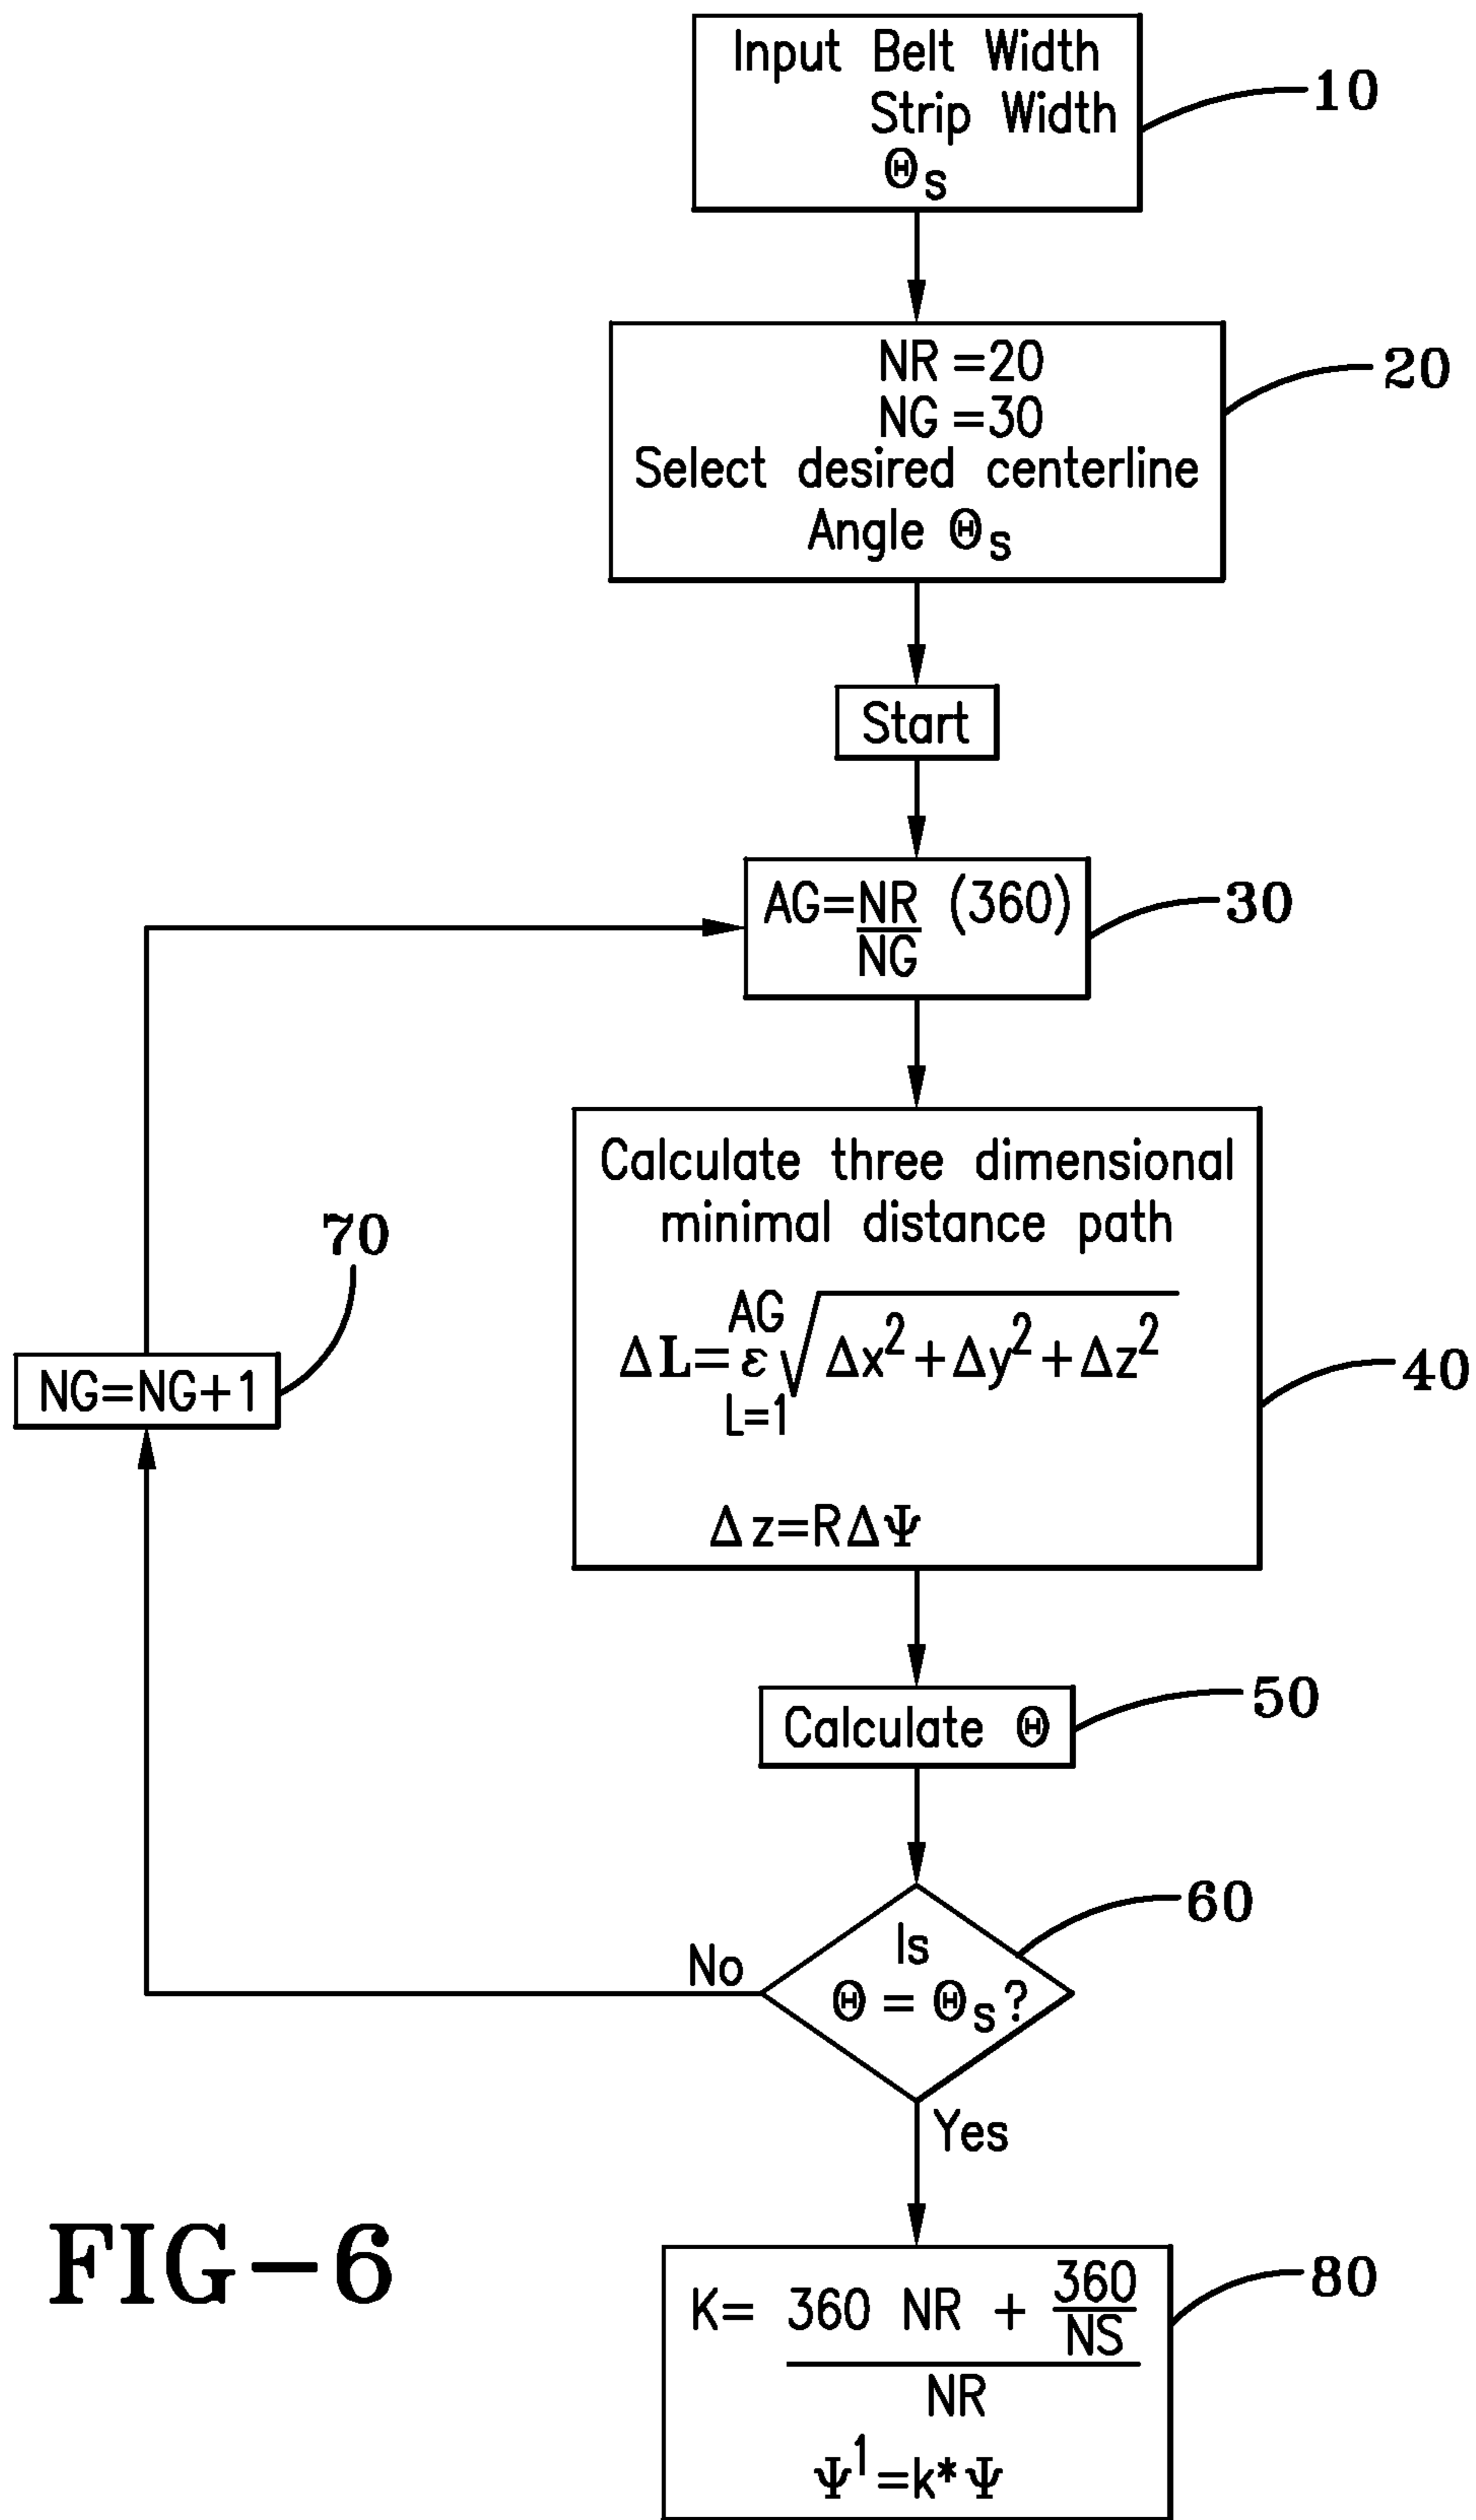 Input Belt Width
Strip Width
Θs
10
NR=20
NG=30
Select desired centerline
Angle Θs
20
Start
AG=NR (360)
NG
30
Calculate three dimensional
minimal distance path
AG
ΔL=ε√Δx²+Δy²+Δz²
L=1
Δz=RΔΨ
40
70
NG=NG+1
Calculate Θ
50
Is
Θ=Θs?
60
No
Yes
K= 360 NR + 360
NS
NR
Ψ¹=k*Ψ
80
FIG-6